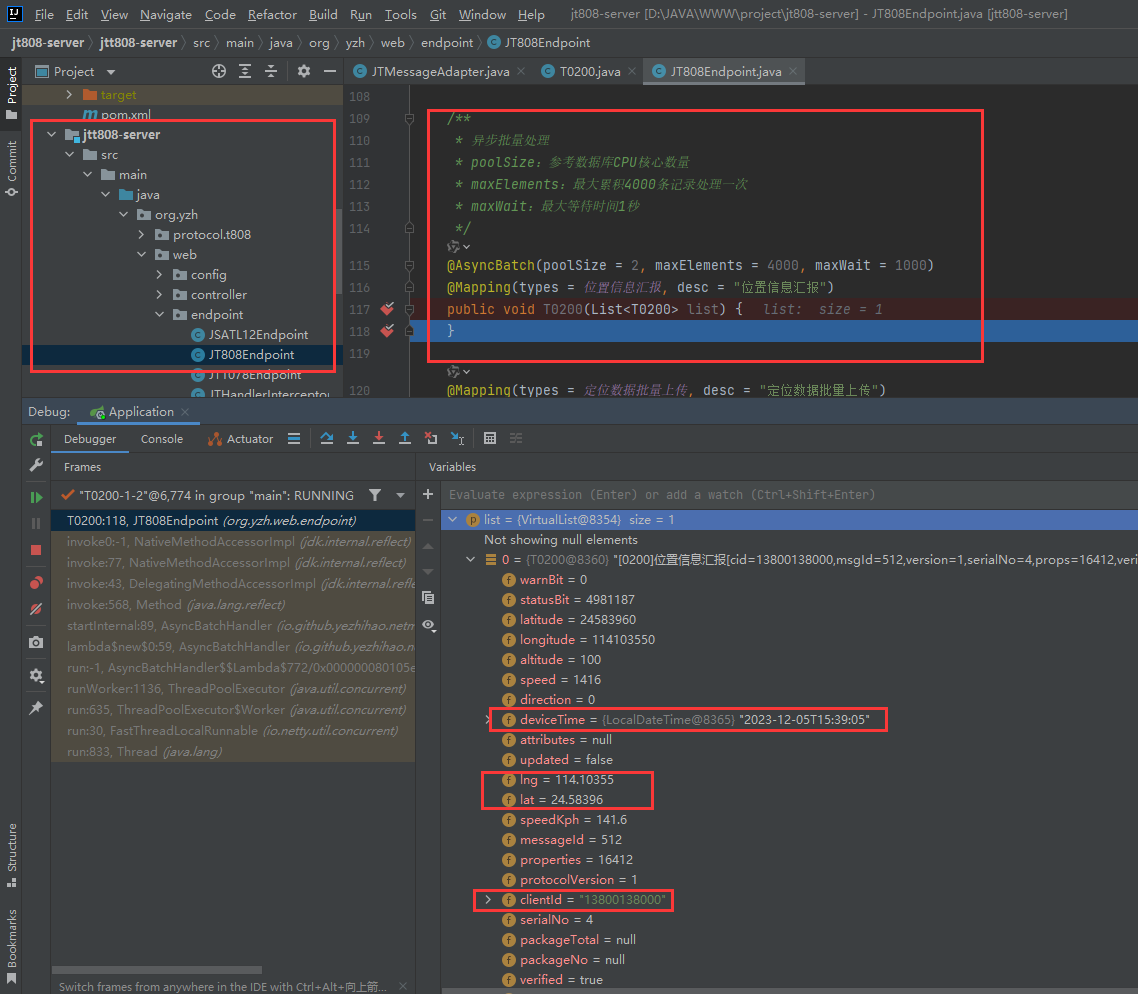 File Edit View Navigate Code Refactor Build Run Tools Git Window Help jt808-server [D:\JAVA\WWW\project\jt808-server] - JT808Endpoint.java [jtt808-server]
jt808-server jtt808-server src main java org yzh web endpoint JT808Endpoint
Project
Commit
Structure
Bookmarks
Project
target
pom.xml
jtt808-server
src
main
java
org.yzh
protocol.t808
web
config
controller
endpoint
JSATL12Endpoint
JT808Endpoint
JT1078Endpoint
JTHandlerInterceptor
JTMessageAdapter.java T0200.java JT808Endpoint.java
108
109 /**
110 * 异步批量处理
111 * poolSize：参考数据库CPU核心数量
112 * maxElements：最大累积4000条记录处理一次
113 * maxWait：最大等待时间1秒
114 */
115 @AsyncBatch(poolSize = 2, maxElements = 4000, maxWait = 1000)
116 @Mapping(types = 位置信息汇报, desc = "位置信息汇报")
117 public void T0200(List<T0200> list) { list: size = 1
118 }
119
120 @Mapping(types = 定位数据批量上传, desc = "定位数据批量上传")
Debug: Application
Debugger Console Actuator
Frames
"T0200-1-2"@6,774 in group "main": RUNNING
T0200:118, JT808Endpoint (org.yzh.web.endpoint)
invoke0:-1, NativeMethodAccessorImpl (jdk.internal.reflect)
invoke:77, NativeMethodAccessorImpl (jdk.internal.reflect)
invoke:43, DelegatingMethodAccessorImpl (jdk.internal.refle
invoke:568, Method (java.lang.reflect)
startInternal:89, AsyncBatchHandler (io.github.yezhihao.netm
lambda$new$0:59, AsyncBatchHandler (io.github.yezhihao.n
run:-1, AsyncBatchHandler$$Lambda$772/0x000000080105e
runWorker:1136, ThreadPoolExecutor (java.util.concurrent)
run:635, ThreadPoolExecutor$Worker (java.util.concurrent)
run:30, FastThreadLocalRunnable (io.netty.util.concurrent)
run:833, Thread (java.lang)
Switch frames from anywhere in the IDE with Ctrl+Alt+向上箭...
Variables
Evaluate expression (Enter) or add a watch (Ctrl+Shift+Enter)
list = {VirtualList@8354} size = 1
Not showing null elements
0 = {T0200@8360} "[0200]位置信息汇报[cid=13800138000,msgId=512,version=1,serialNo=4,props=16412,veri
warnBit = 0
statusBit = 4981187
latitude = 24583960
longitude = 114103550
altitude = 100
speed = 1416
direction = 0
deviceTime = {LocalDateTime@8365} "2023-12-05T15:39:05"
attributes = null
updated = false
lng = 114.10355
lat = 24.58396
speedKph = 141.6
messageId = 512
properties = 16412
protocolVersion = 1
clientId = "13800138000"
serialNo = 4
packageTotal = null
packageNo = null
verified = true